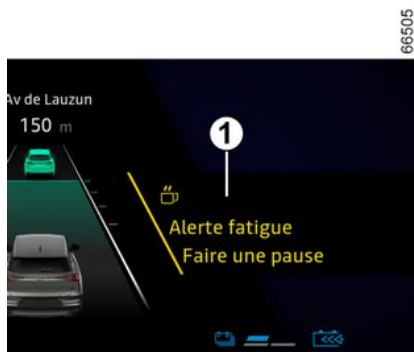 66505
Av de Lauzun
150 m
1
Alerte fatigue
Faire une pause